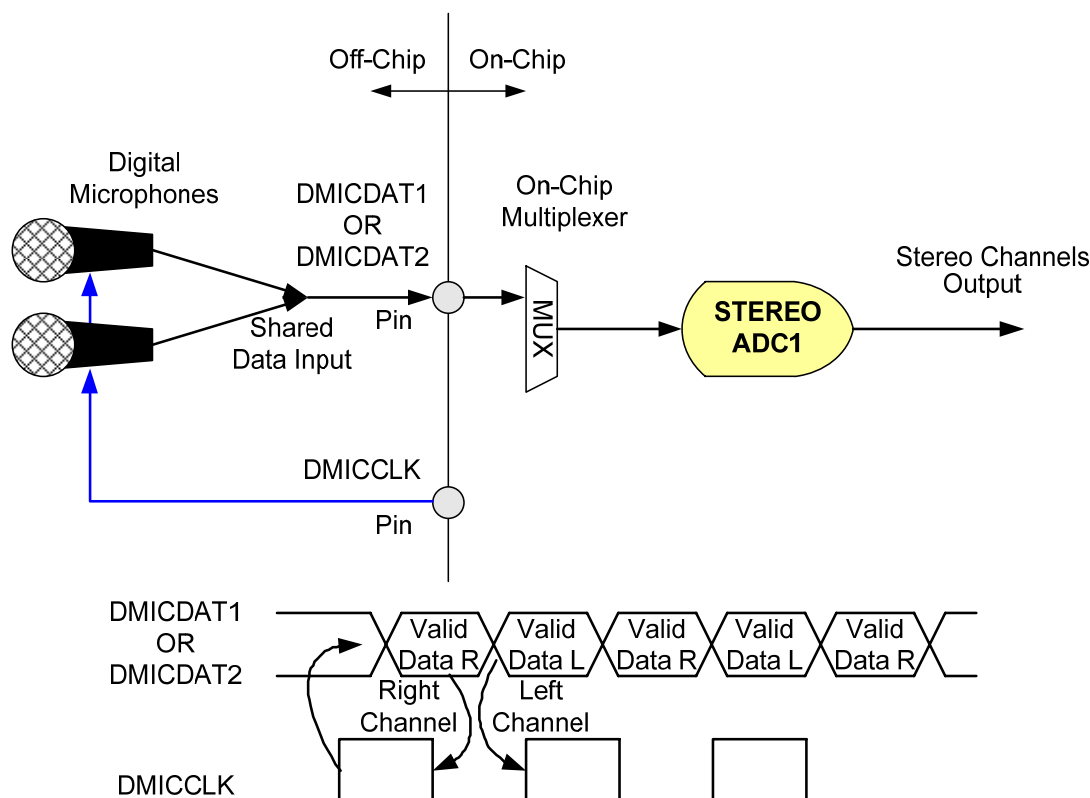 Off-Chip
On-Chip
Digital
Microphones
DMICDAT1
OR
DMICDAT2
On-Chip
Multiplexer
Stereo Channels
Output
MUX
STEREO
ADC1
Pin
Shared
Data Input
DMICCLK
Pin
DMICDAT1
OR
DMICDAT2
Valid
Data R
Valid
Data L
Valid
Data R
Valid
Data L
Valid
Data R
Right
Channel
Left
Channel
DMICCLK